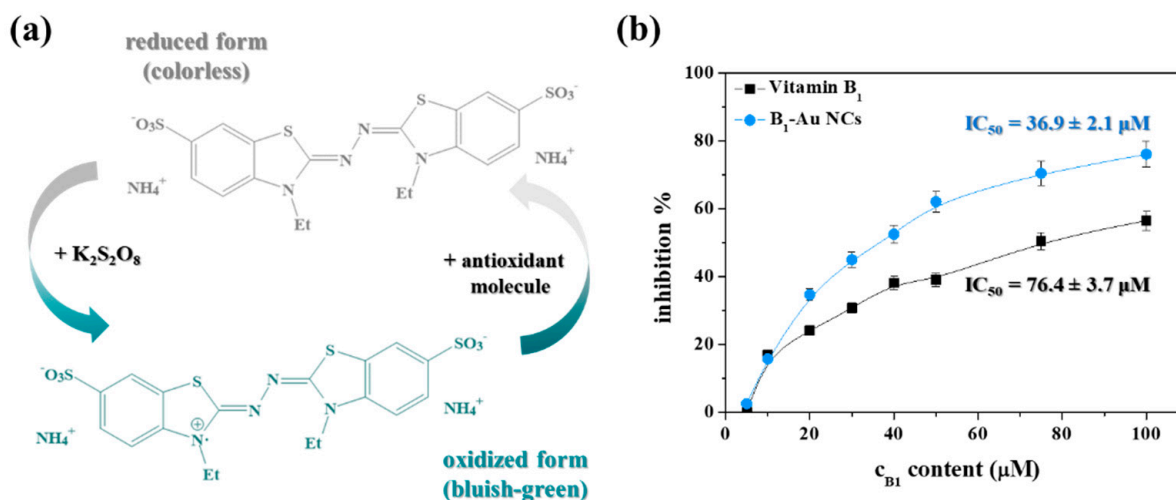 (a)
reduced form
(colorless)
⁻O₃S
S
N
N
N
Et
S
N
Et
SO₃⁻
NH₄⁺
NH₄⁺
+ K₂S₂O₈
+ antioxidant
molecule
⁻O₃S
S
N
N
N•
⊕
Et
S
N
Et
SO₃⁻
NH₄⁺
NH₄⁺
oxidized form
(bluish-green)
(b)
100
80
60
40
20
0
inhibition %
Vitamin B₁
B₁-Au NCs
IC₅₀ = 36.9 ± 2.1 μM
IC₅₀ = 76.4 ± 3.7 μM
0 20 40 60 80 100
c_B1 content (μM)